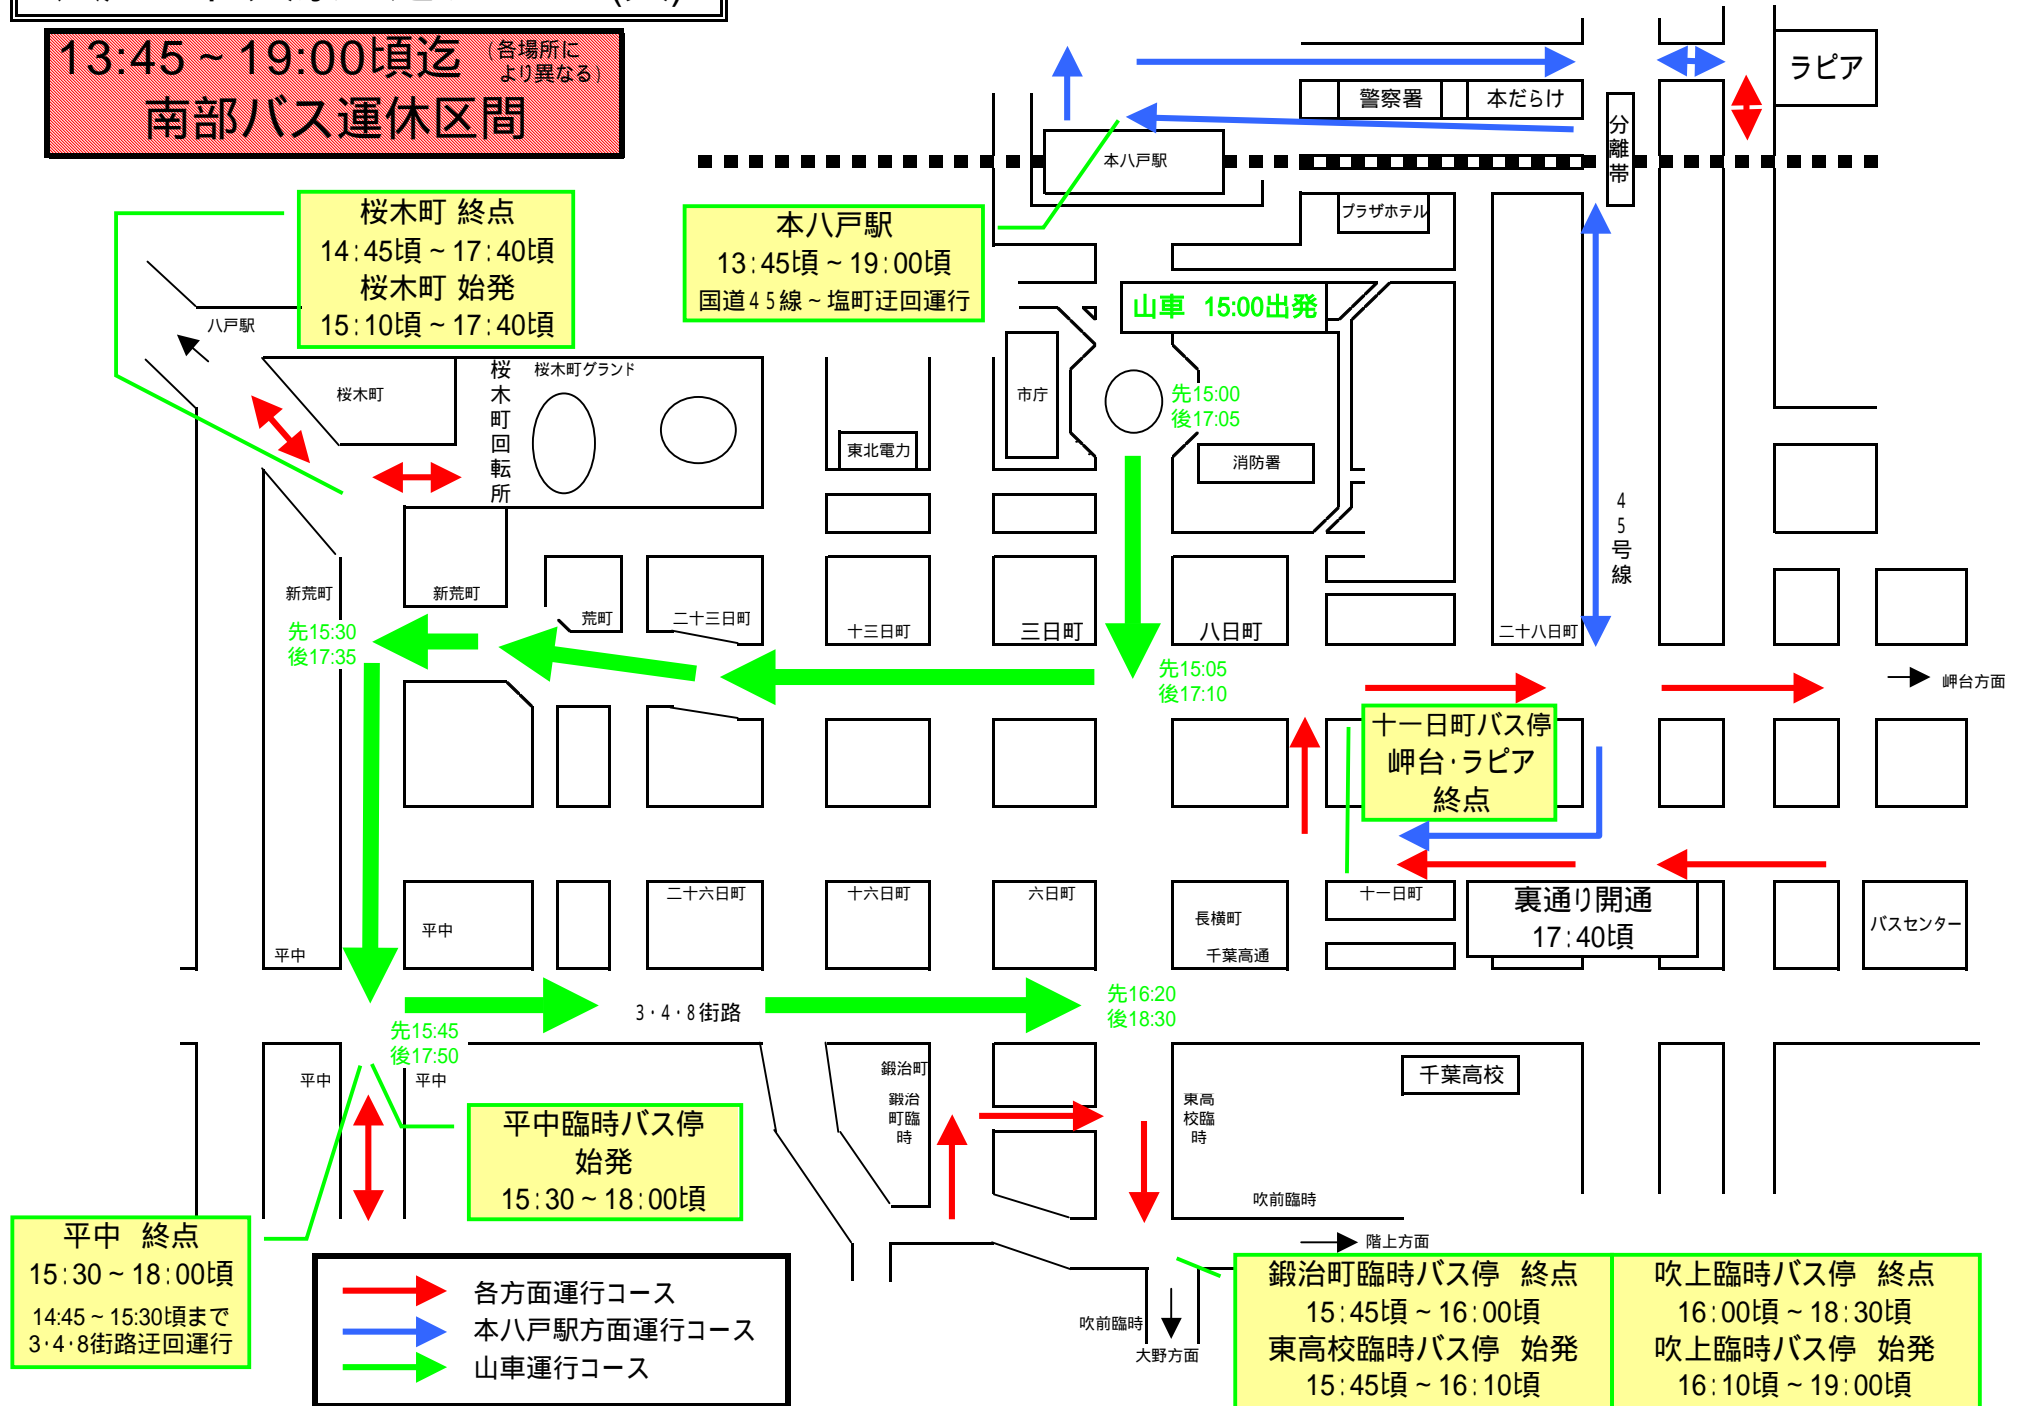 13:45~19:00頃迄
(各場所に
より異なる)
南部バス運休区間
ラピア
警察署
本だらけ
分離帯
本八戸駅
プラザホテル
桜木町 終点
14:45頃~17:40頃
桜木町 始発
15:10頃~17:40頃
本八戸駅
13:45頃~19:00頃
国道45線~塩町迂回運行
山車 15:00出発
八戸駅
桜木町
桜木町回転所
桜木町グランド
東北電力
市庁
先15:00
後17:05
消防署
45号線
新荒町
新荒町
荒町
二十三日町
十三日町
三日町
八日町
二十八日町
先15:30
後17:35
先15:05
後17:10
岬台方面
十一日町バス停
岬台・ラピア
終点
平中
平中
二十六日町
十六日町
六日町
長横町
千葉高通
十一日町
裏通り開通
17:40頃
バスセンター
3・4・8街路
先16:20
後18:30
先15:45
後17:50
平中
平中
鍛治町
鍛治
町臨
時
東高
校臨
時
千葉高校
平中臨時バス停
始発
15:30~18:00頃
吹前臨時
階上方面
平中 終点
15:30~18:00頃
14:45~15:30頃まで
3・4・8街路迂回運行
各方面運行コース
本八戸駅方面運行コース
山車運行コース
吹前臨時
大野方面
鍛治町臨時バス停 終点
15:45頃~16:00頃
東高校臨時バス停 始発
15:45頃~16:10頃
吹上臨時バス停 終点
16:00頃~18:30頃
吹上臨時バス停 始発
16:10頃~19:00頃